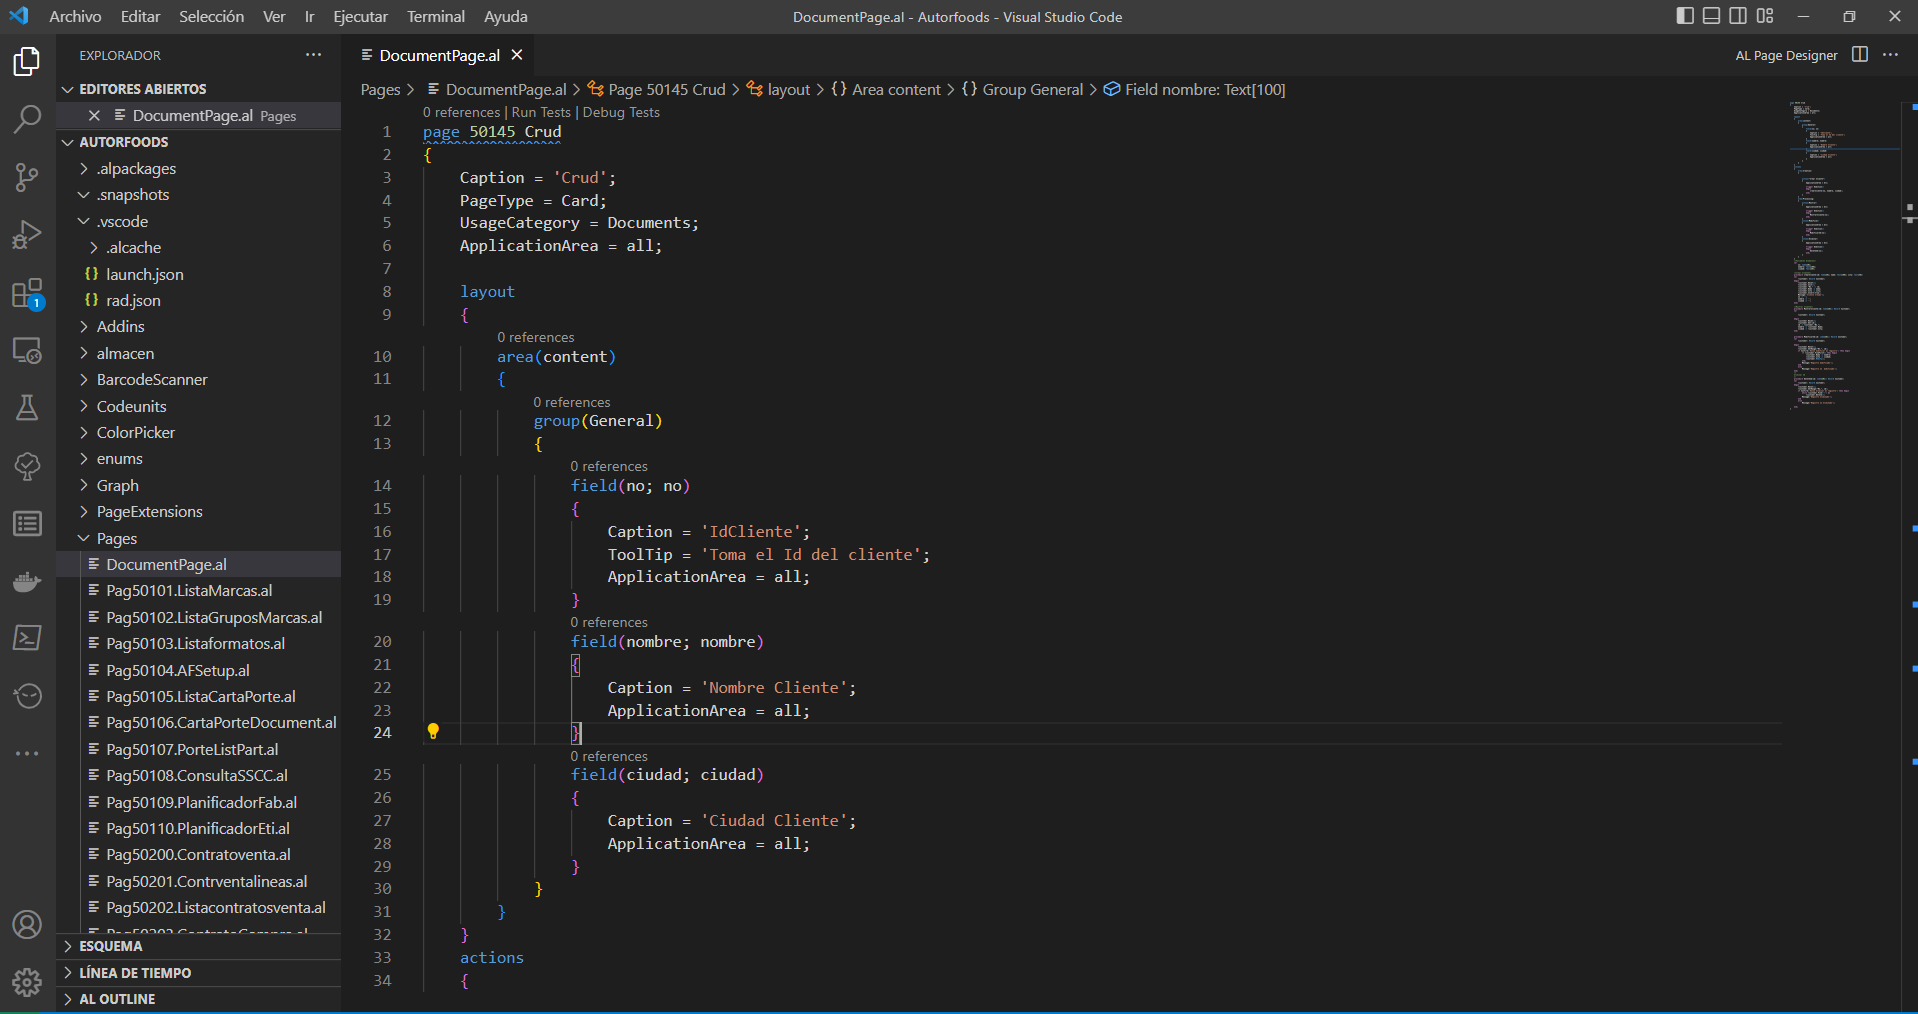 Archivo Editar Selección Ver Ir Ejecutar Terminal Ayuda
DocumentPage.al - Autorfoods - Visual Studio Code
EXPLORADOR
EDITORES ABIERTOS
DocumentPage.al Pages
AUTORFOODS
.alpackages
.snapshots
.vscode
.alcache
{} launch.json
{} rad.json
Addins
almacen
BarcodeScanner
Codeunits
ColorPicker
enums
Graph
PageExtensions
Pages
DocumentPage.al
Pag50101.ListaMarcas.al
Pag50102.ListaGruposMarcas.al
Pag50103.Listaformatos.al
Pag50104.AFSetup.al
Pag50105.ListaCartaPorte.al
Pag50106.CartaPorteDocument.al
Pag50107.PorteListPart.al
Pag50108.ConsultaSSCC.al
Pag50109.PlanificadorFab.al
Pag50110.PlanificadorEti.al
Pag50200.Contratoventa.al
Pag50201.Contrventalineas.al
Pag50202.Listacontratosventa.al
ESQUEMA
LÍNEA DE TIEMPO
AL OUTLINE
1
DocumentPage.al
AL Page Designer
Pages > DocumentPage.al > Page 50145 Crud > layout > {} Area content > {} Group General > Field nombre: Text[100]
0 references | Run Tests | Debug Tests
1 page 50145 Crud
2 {
3 Caption = 'Crud';
4 PageType = Card;
5 UsageCategory = Documents;
6 ApplicationArea = all;
7
8 layout
9 {
0 references
10 area(content)
11 {
0 references
12 group(General)
13 {
0 references
14 field(no; no)
15 {
16 Caption = 'IdCliente';
17 ToolTip = 'Toma el Id del cliente';
18 ApplicationArea = all;
19 }
0 references
20 field(nombre; nombre)
21 {
22 Caption = 'Nombre Cliente';
23 ApplicationArea = all;
24 }
0 references
25 field(ciudad; ciudad)
26 {
27 Caption = 'Ciudad Cliente';
28 ApplicationArea = all;
29 }
30 }
31 }
32 }
33 actions
34 {